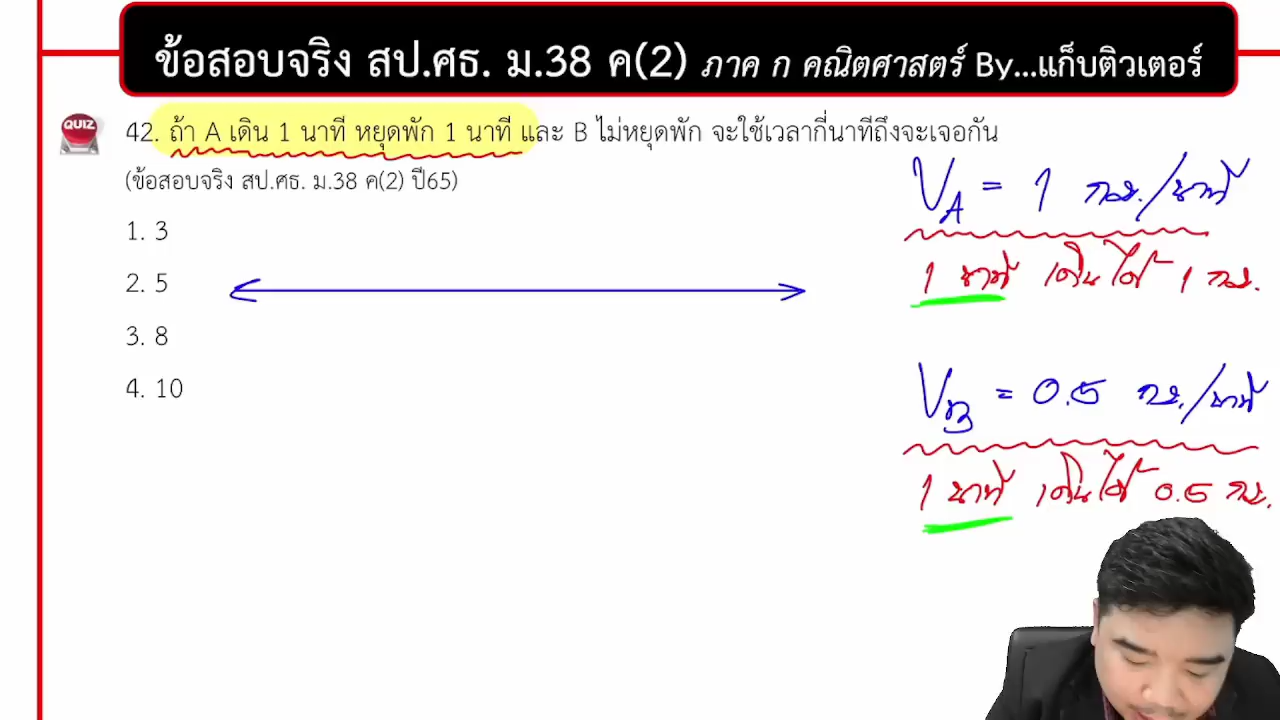 ข้อสอบจริง สป.ศธ. ม.38 ค(2) ภาค ก คณิตศาสตร์ By...แก็บติวเตอร์
QUIZ
42. ถ้า A เดิน 1 นาที หยุดพัก 1 นาที และ B ไม่หยุดพัก จะใช้เวลากี่นาทีถึงจะเจอกัน
(ข้อสอบจริง สป.ศธ. ม.38 ค(2) ปี65)
1. 3
2. 5
3. 8
4. 10
V_A = 1 กม./นาที
1 นาที เดินได้ 1 กม.
V_B = 0.5 กม./นาที
1 นาที เดินได้ 0.5 กม.